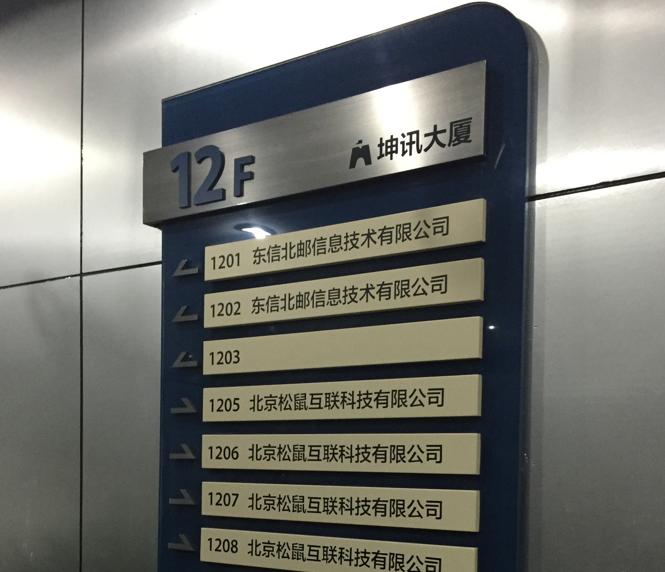 12F 坤讯大厦
1201 东信北邮信息技术有限公司
1202 东信北邮信息技术有限公司
1203
1205 北京松鼠互联科技有限公司
1206 北京松鼠互联科技有限公司
1207 北京松鼠互联科技有限公司
1208 北京松鼠互联科技有限公司